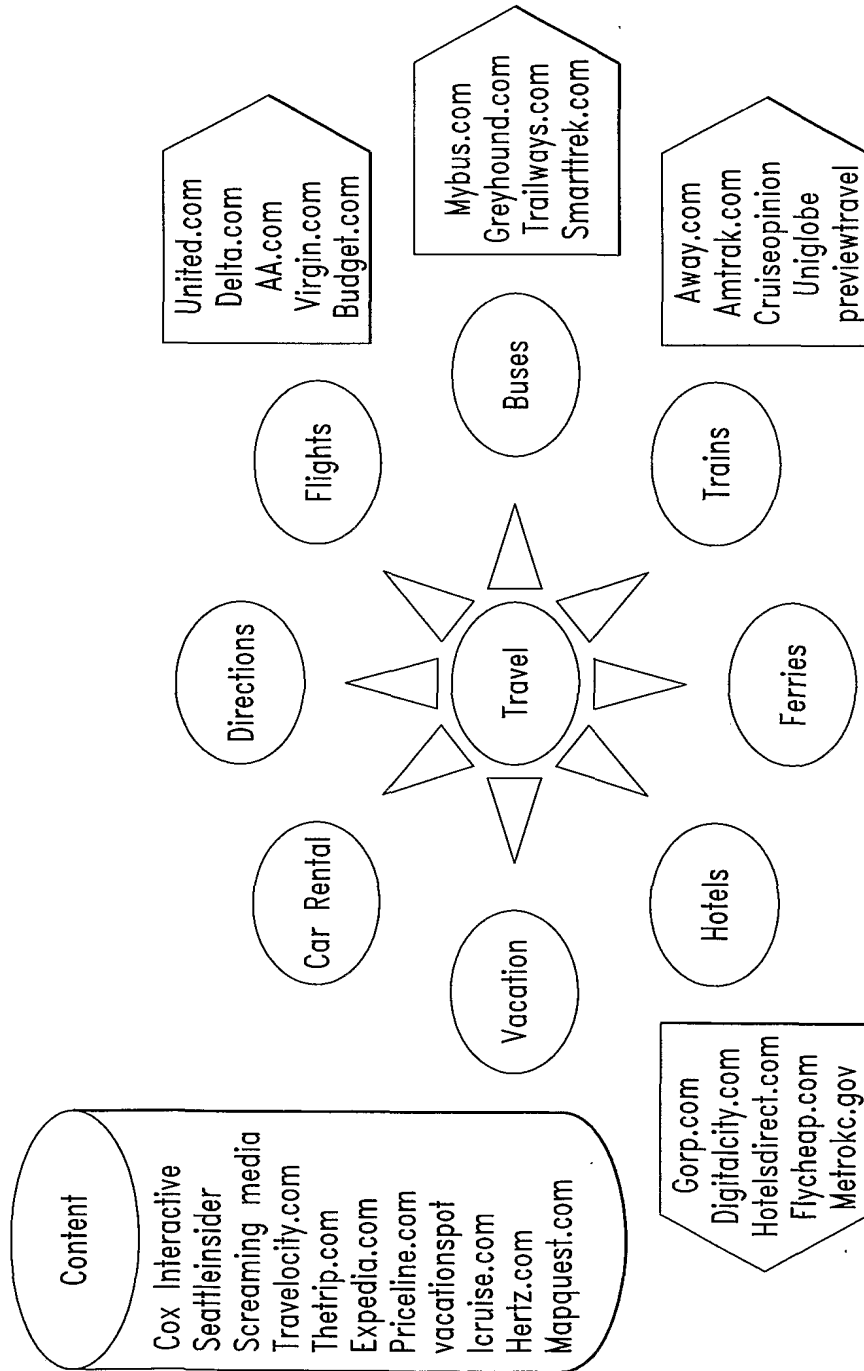 Content
Cox Interactive
Seattleinsider
Screaming media
Travelocity.com
Thetrip.com
Expedia.com
Priceline.com
vacationspot
Icruise.com
Hertz.com
Mapquest.com
Directions
Car Rental
Flights
Vacation
Travel
Buses
Hotels
Trains
Ferries
United.com
Delta.com
AA.com
Virgin.com
Budget.com
Mybus.com
Greyhound.com
Trailways.com
Smarttrek.com
Away.com
Amtrak.com
Cruiseopinion
Uniglobe
previewtravel
Gorp.com
Digitalcity.com
Hotelsdirect.com
Flycheap.com
Metrokc.gov